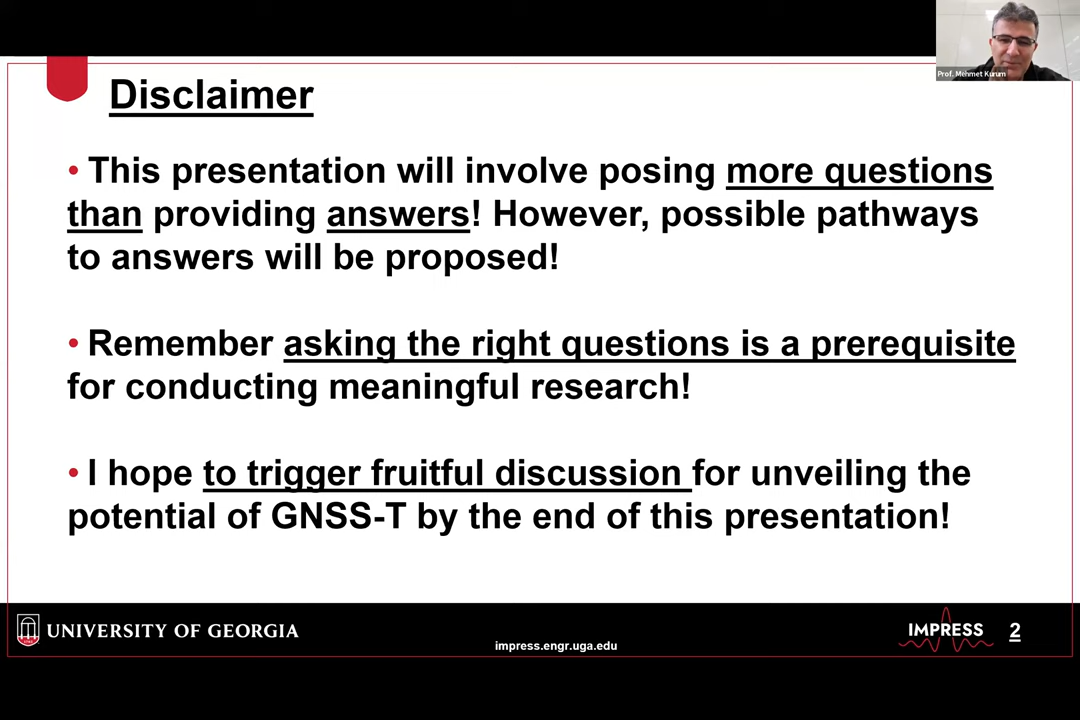 Prof. Mehmet Kurum
Disclaimer
• This presentation will involve posing more questions
than providing answers! However, possible pathways
to answers will be proposed!
• Remember asking the right questions is a prerequisite
for conducting meaningful research!
• I hope to trigger fruitful discussion for unveiling the
potential of GNSS-T by the end of this presentation!
UNIVERSITY OF GEORGIA
impress.engr.uga.edu
IMPRESS
2